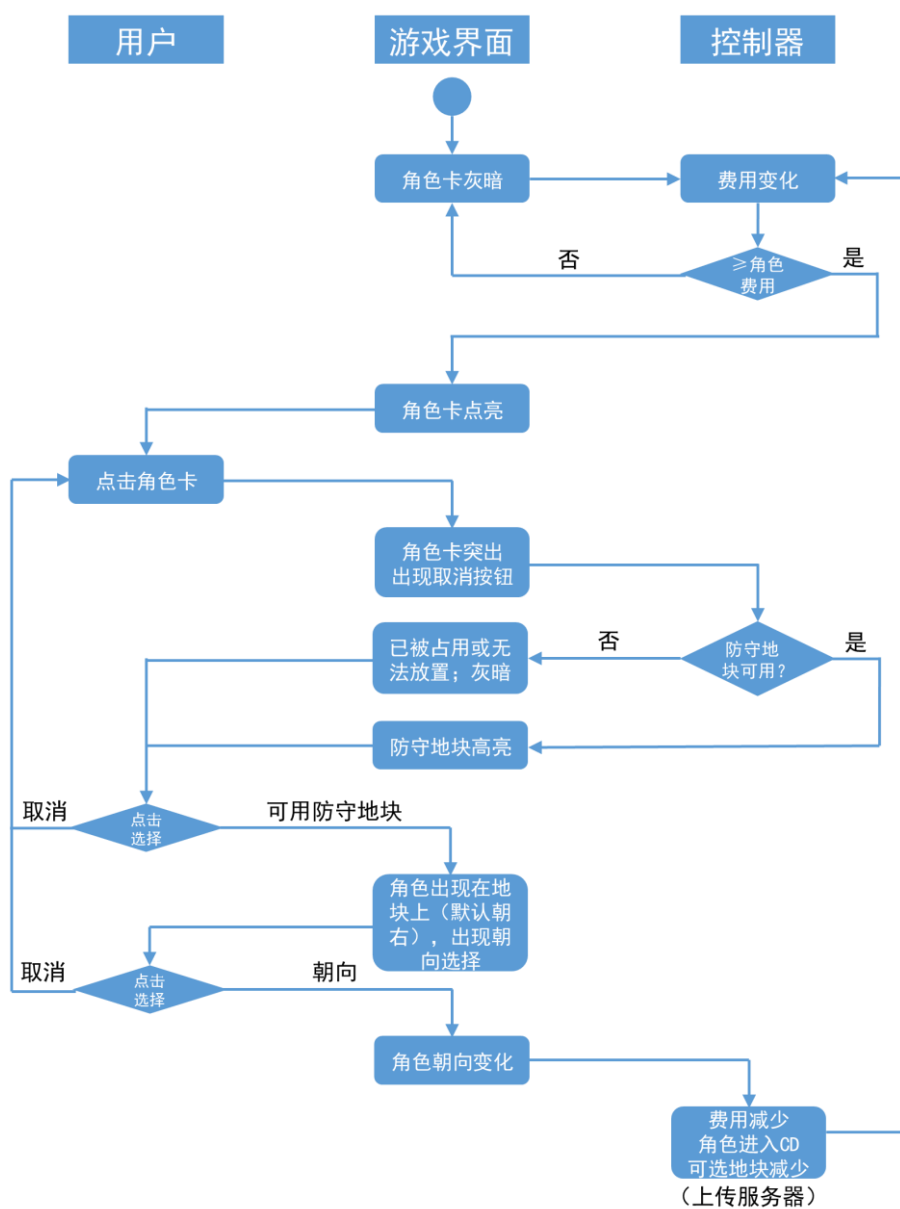 用户
游戏界面
控制器
角色卡灰暗
费用变化
否
≥角色
费用
是
角色卡点亮
点击角色卡
角色卡突出
出现取消按钮
已被占用或无
法放置；灰暗
否
防守地
块可用？
是
防守地块高亮
取消
点击
选择
可用防守地块
角色出现在地
块上（默认朝
右），出现朝
向选择
取消
点击
选择
朝向
角色朝向变化
费用减少
角色进入CD
可选地块减少
（上传服务器）